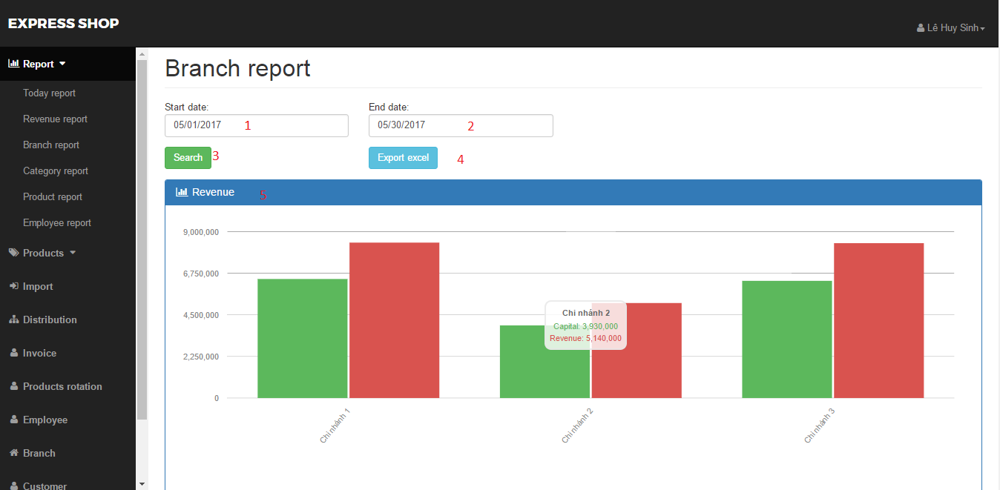 EXPRESS SHOP
Lê Huy Sinh
Report
Today report
Revenue report
Branch report
Category report
Product report
Employee report
Products
Import
Distribution
Invoice
Products rotation
Employee
Branch
Customer
Branch report
Start date:
End date:
05/01/2017 1
05/30/2017 2
Search 3
Export excel 4
Revenue 5
9,000,000
6,750,000
4,500,000
2,250,000
0
Chi nhánh 2
Capital: 3,930,000
Revenue: 5,140,000
Chi nhánh 1
Chi nhánh 2
Chi nhánh 3